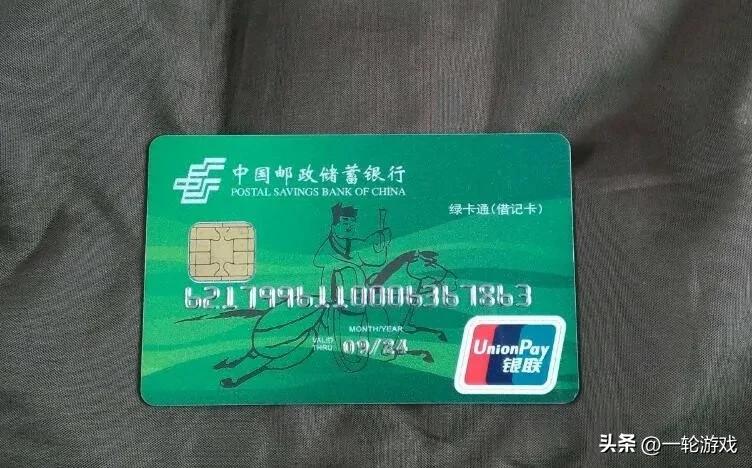 中国邮政储蓄银行
POSTAL SAVINGS BANK OF CHINA
绿卡通(借记卡)
6217996110006367863
MONTH/YEAR
VALID
THRU 09/24
UnionPay
银联
头条 @一轮游戏